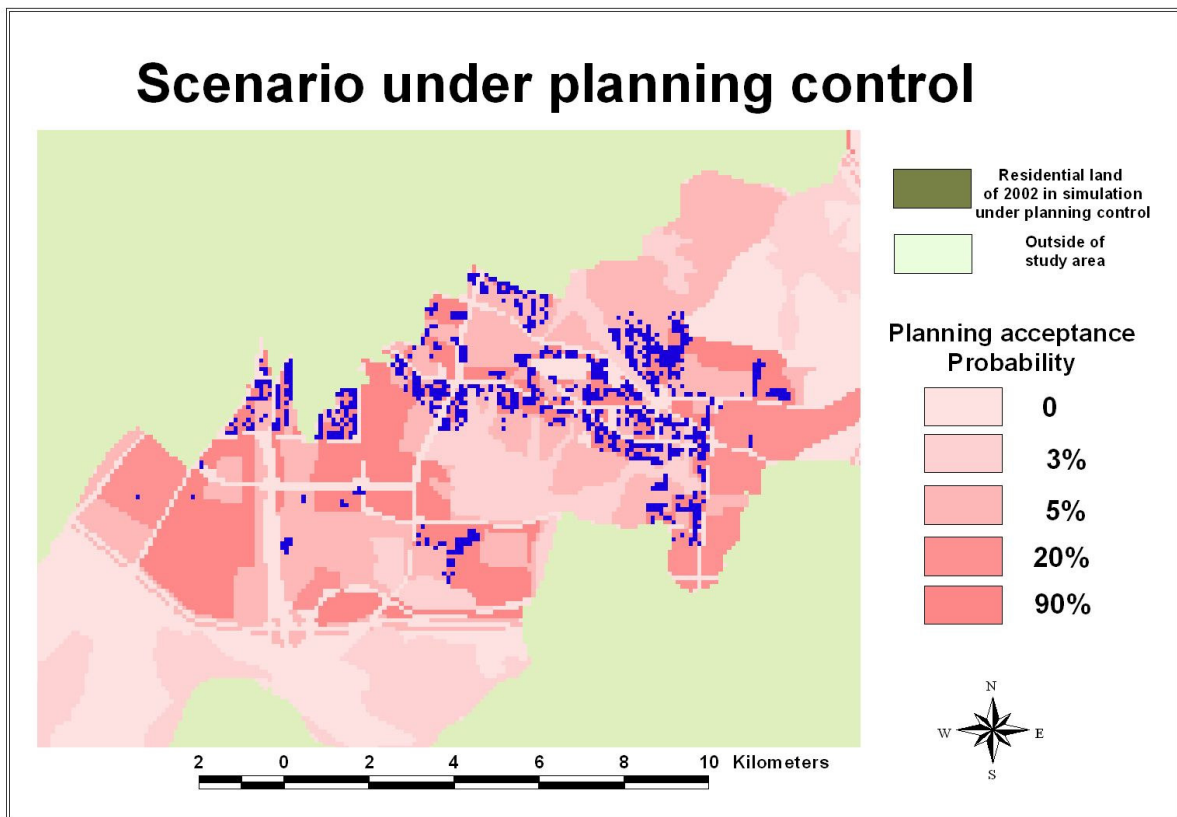 Scenario under planning control
Residential land
of 2002 in simulation
under planning control
Outside of
study area
Planning acceptance
Probability
0
3%
5%
20%
90%
N
W E
S
2 0 2 4 6 8 10 Kilometers